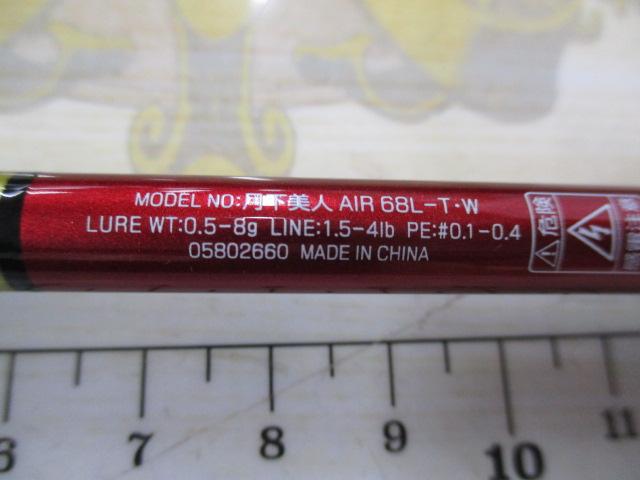 MODEL NO:月下美人 AIR 68L-T・W
LURE WT:0.5-8g LINE:1.5-4lb PE:#0.1-0.4
05802660 MADE IN CHINA
危険
6 7 8 9 10 11